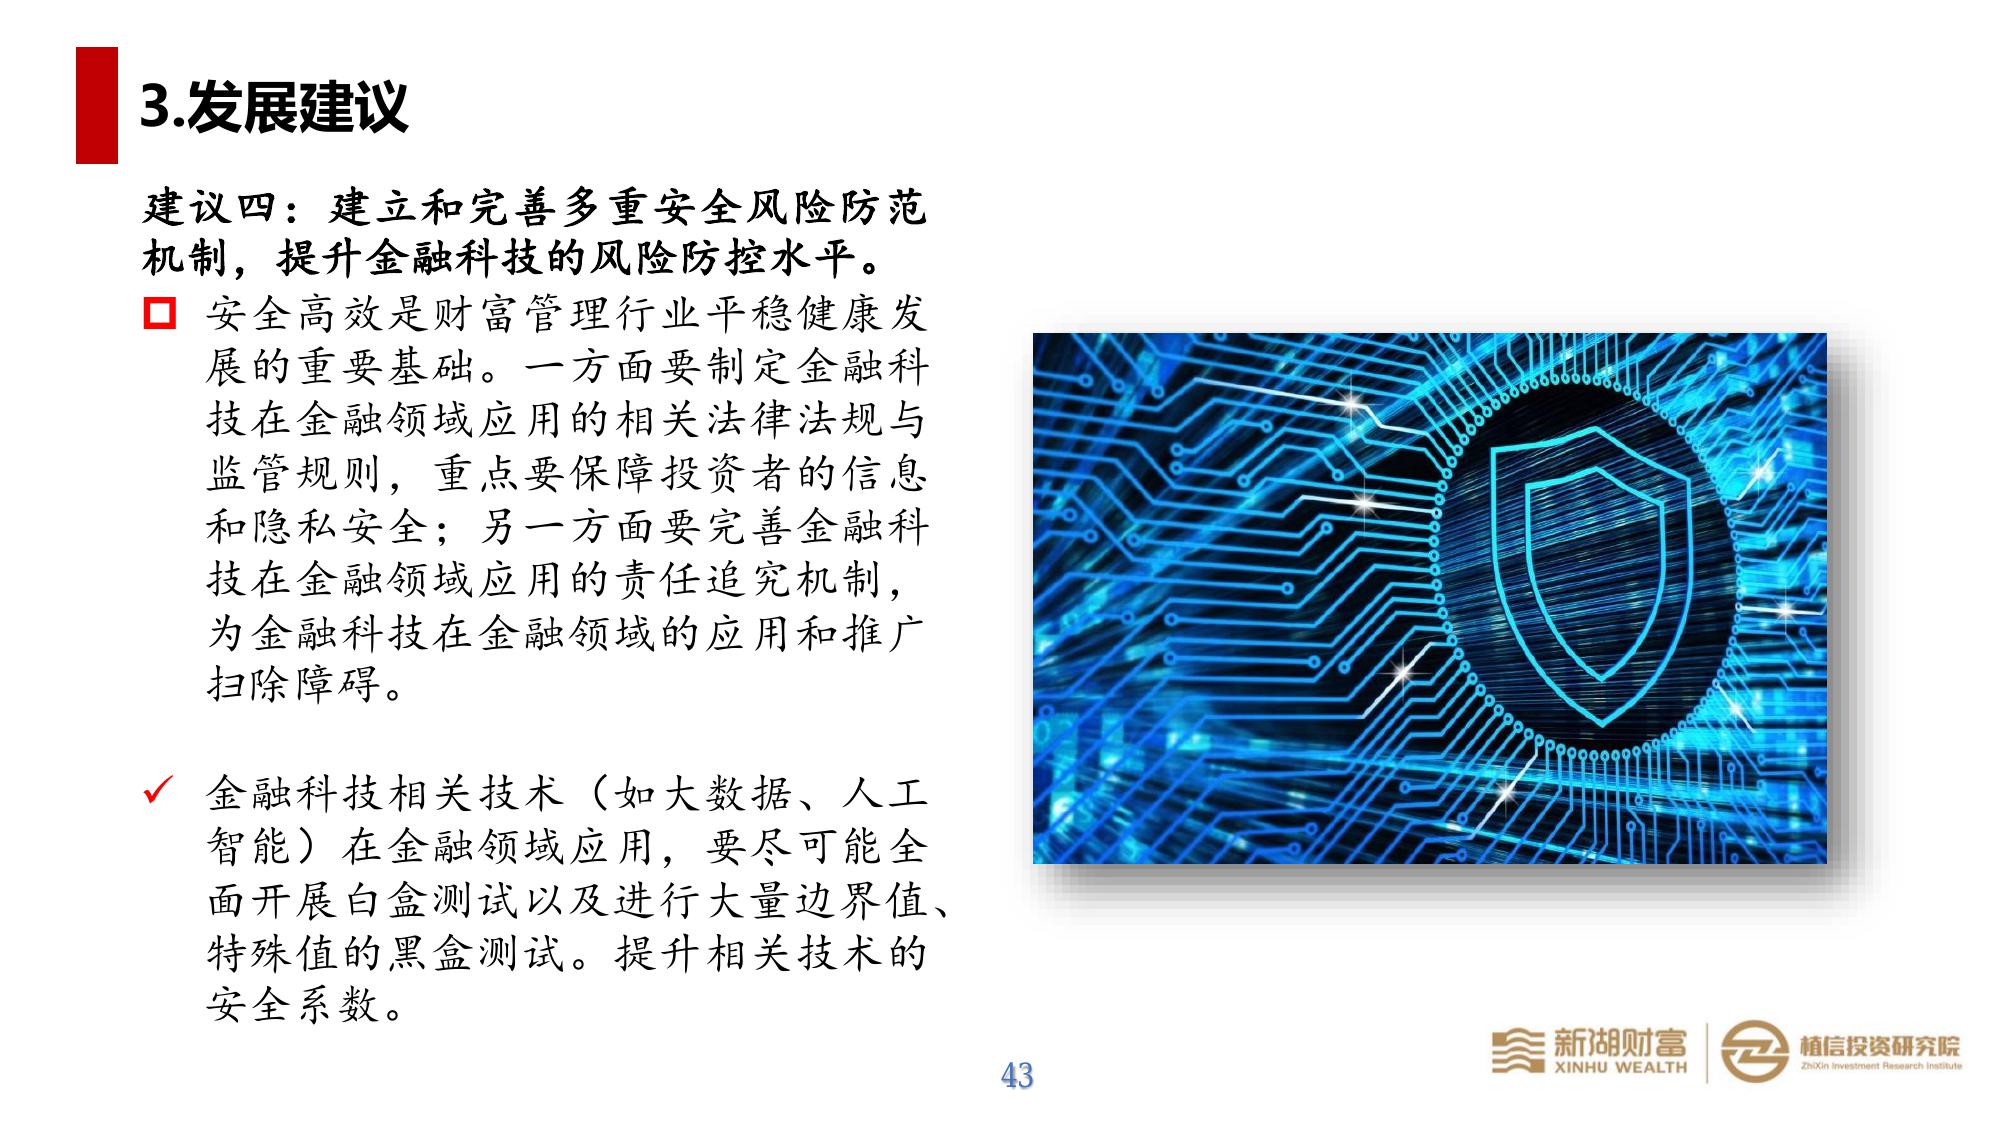 3.发展建议
建议四：建立和完善多重安全风险防范
机制，提升金融科技的风险防控水平。
安全高效是财富管理行业平稳健康发
展的重要基础。一方面要制定金融科
技在金融领域应用的相关法律法规与
监管规则，重点要保障投资者的信息
和隐私安全；另一方面要完善金融科
技在金融领域应用的责任追究机制，
为金融科技在金融领域的应用和推广
扫除障碍。
金融科技相关技术（如大数据、人工
智能）在金融领域应用，要尽可能全
面开展白盒测试以及进行大量边界值、
特殊值的黑盒测试。提升相关技术的
安全系数。
43
新湖财富
XINHU WEALTH
植信投资研究院
ZhiXin Investment Research Institute